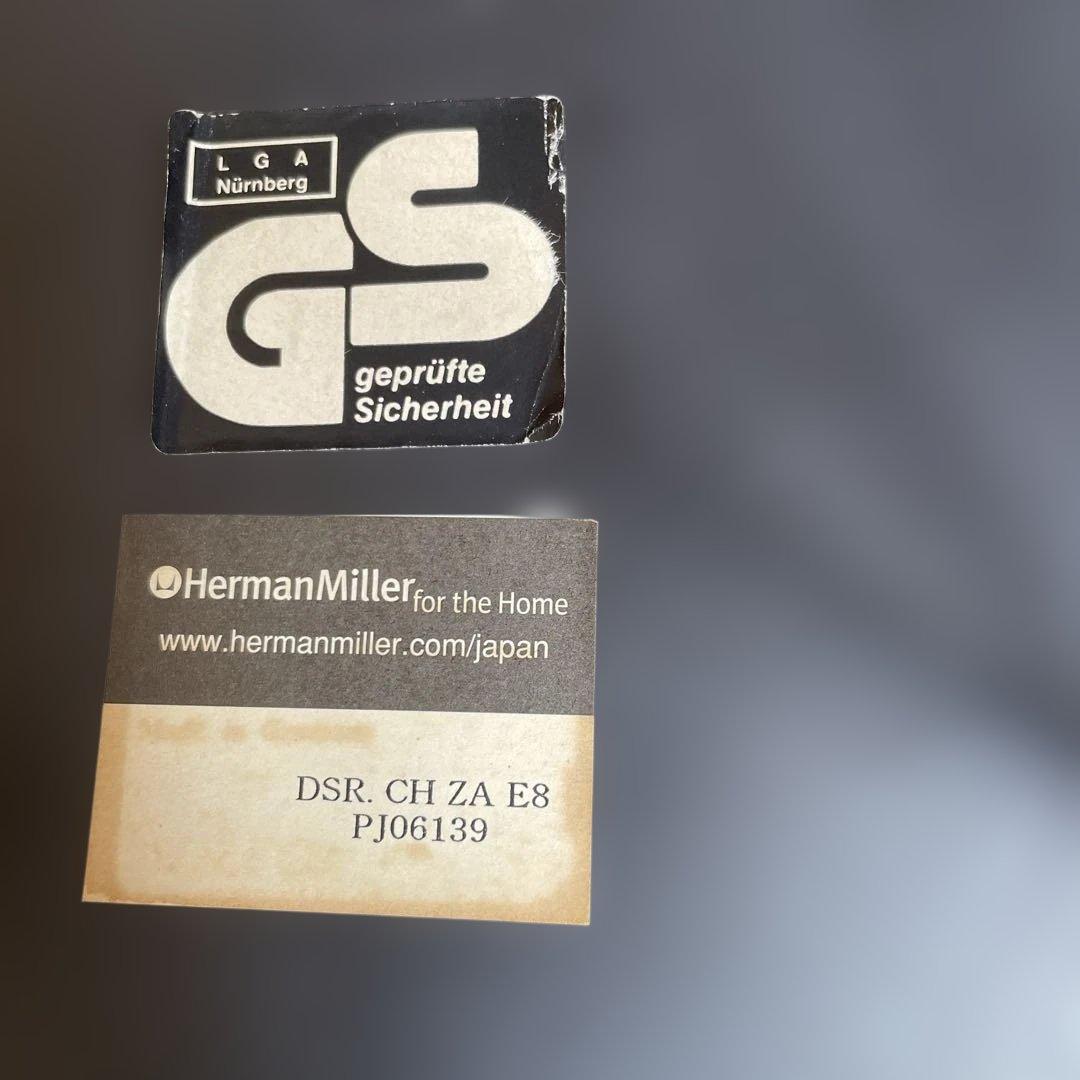 L G A
Nürnberg
GS
geprüfte
Sicherheit
HermanMiller for the Home
www.hermanmiller.com/japan
DSR. CH ZA E8
PJ06139